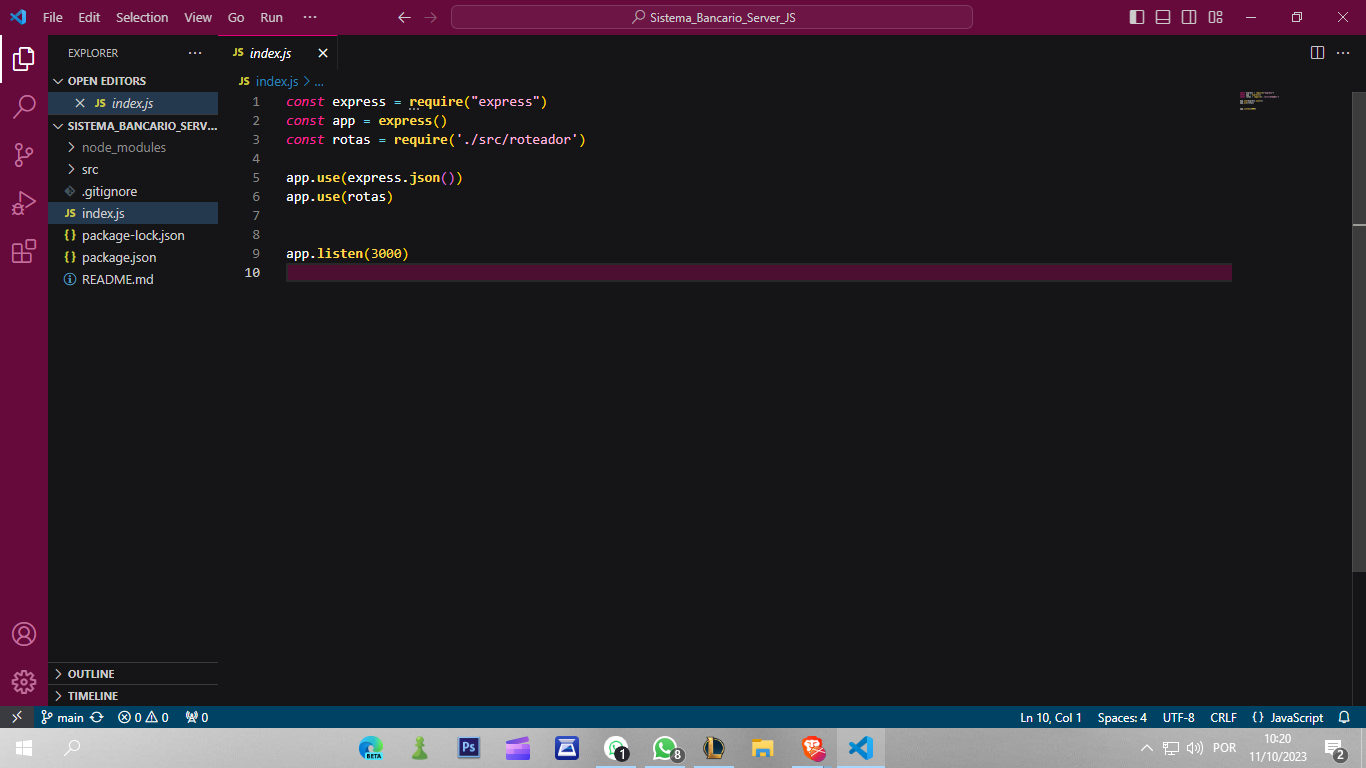 File Edit Selection View Go Run ···
Sistema_Bancario_Server_JS
EXPLORER ···
JS index.js
OPEN EDITORS
JS index.js
SISTEMA_BANCARIO_SERV...
node_modules
src
.gitignore
JS index.js
{} package-lock.json
{} package.json
README.md
OUTLINE
TIMELINE
JS index.js > ...
1 const express = require("express")
2 const app = express()
3 const rotas = require('./src/roteador')
4
5 app.use(express.json())
6 app.use(rotas)
7
8
9 app.listen(3000)
10
main 0 0 0 Ln 10, Col 1 Spaces: 4 UTF-8 CRLF {} JavaScript
BETA Ps 1 8 POR 10:20
11/10/2023 2